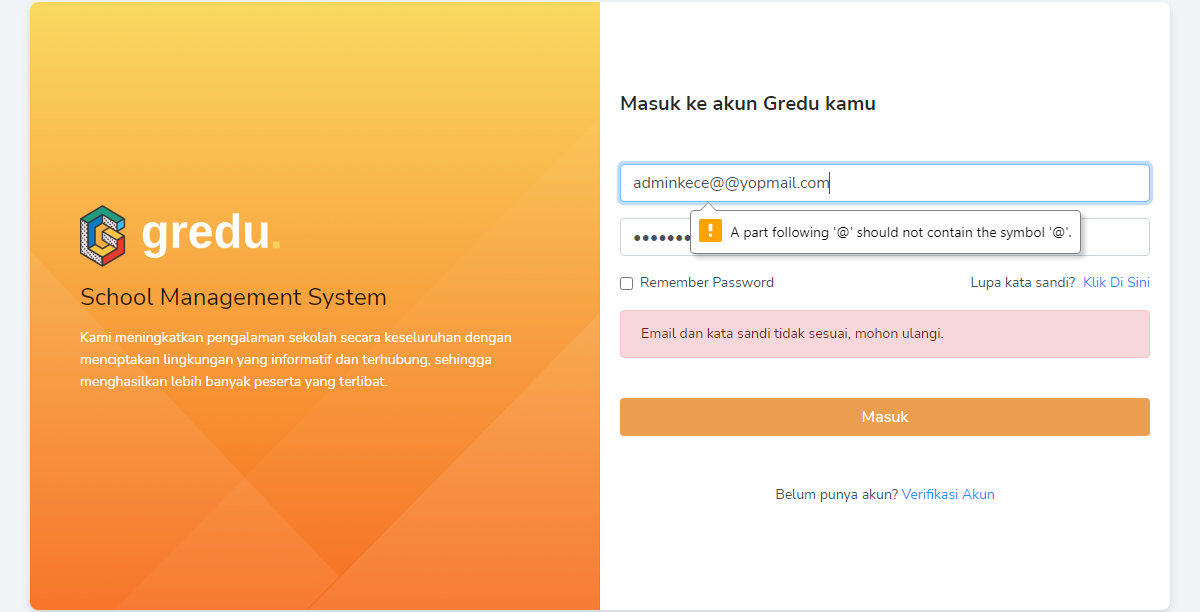 gredu.
School Management System
Kami meningkatkan pengalaman sekolah secara keseluruhan dengan
menciptakan lingkungan yang informatif dan terhubung, sehingga
menghasilkan lebih banyak peserta yang terlibat.
Masuk ke akun Gredu kamu
adminkece@@yopmail.com
A part following '@' should not contain the symbol '@'.
Remember Password
Lupa kata sandi? Klik Di Sini
Email dan kata sandi tidak sesuai, mohon ulangi.
Masuk
Belum punya akun? Verifikasi Akun